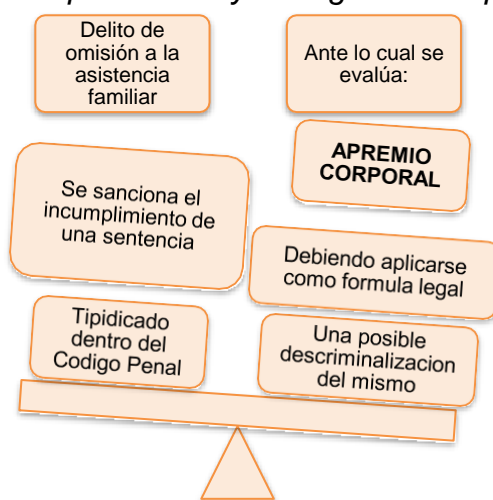 Delito de
omisión a la
asistencia
familiar
Ante lo cual se
evalúa:
APREMIO
CORPORAL
Se sanciona el
incumplimiento de
una sentencia
Debiendo aplicarse
como formula legal
Tipidicado
dentro del
Codigo Penal
Una posible
descriminalizacion
del mismo